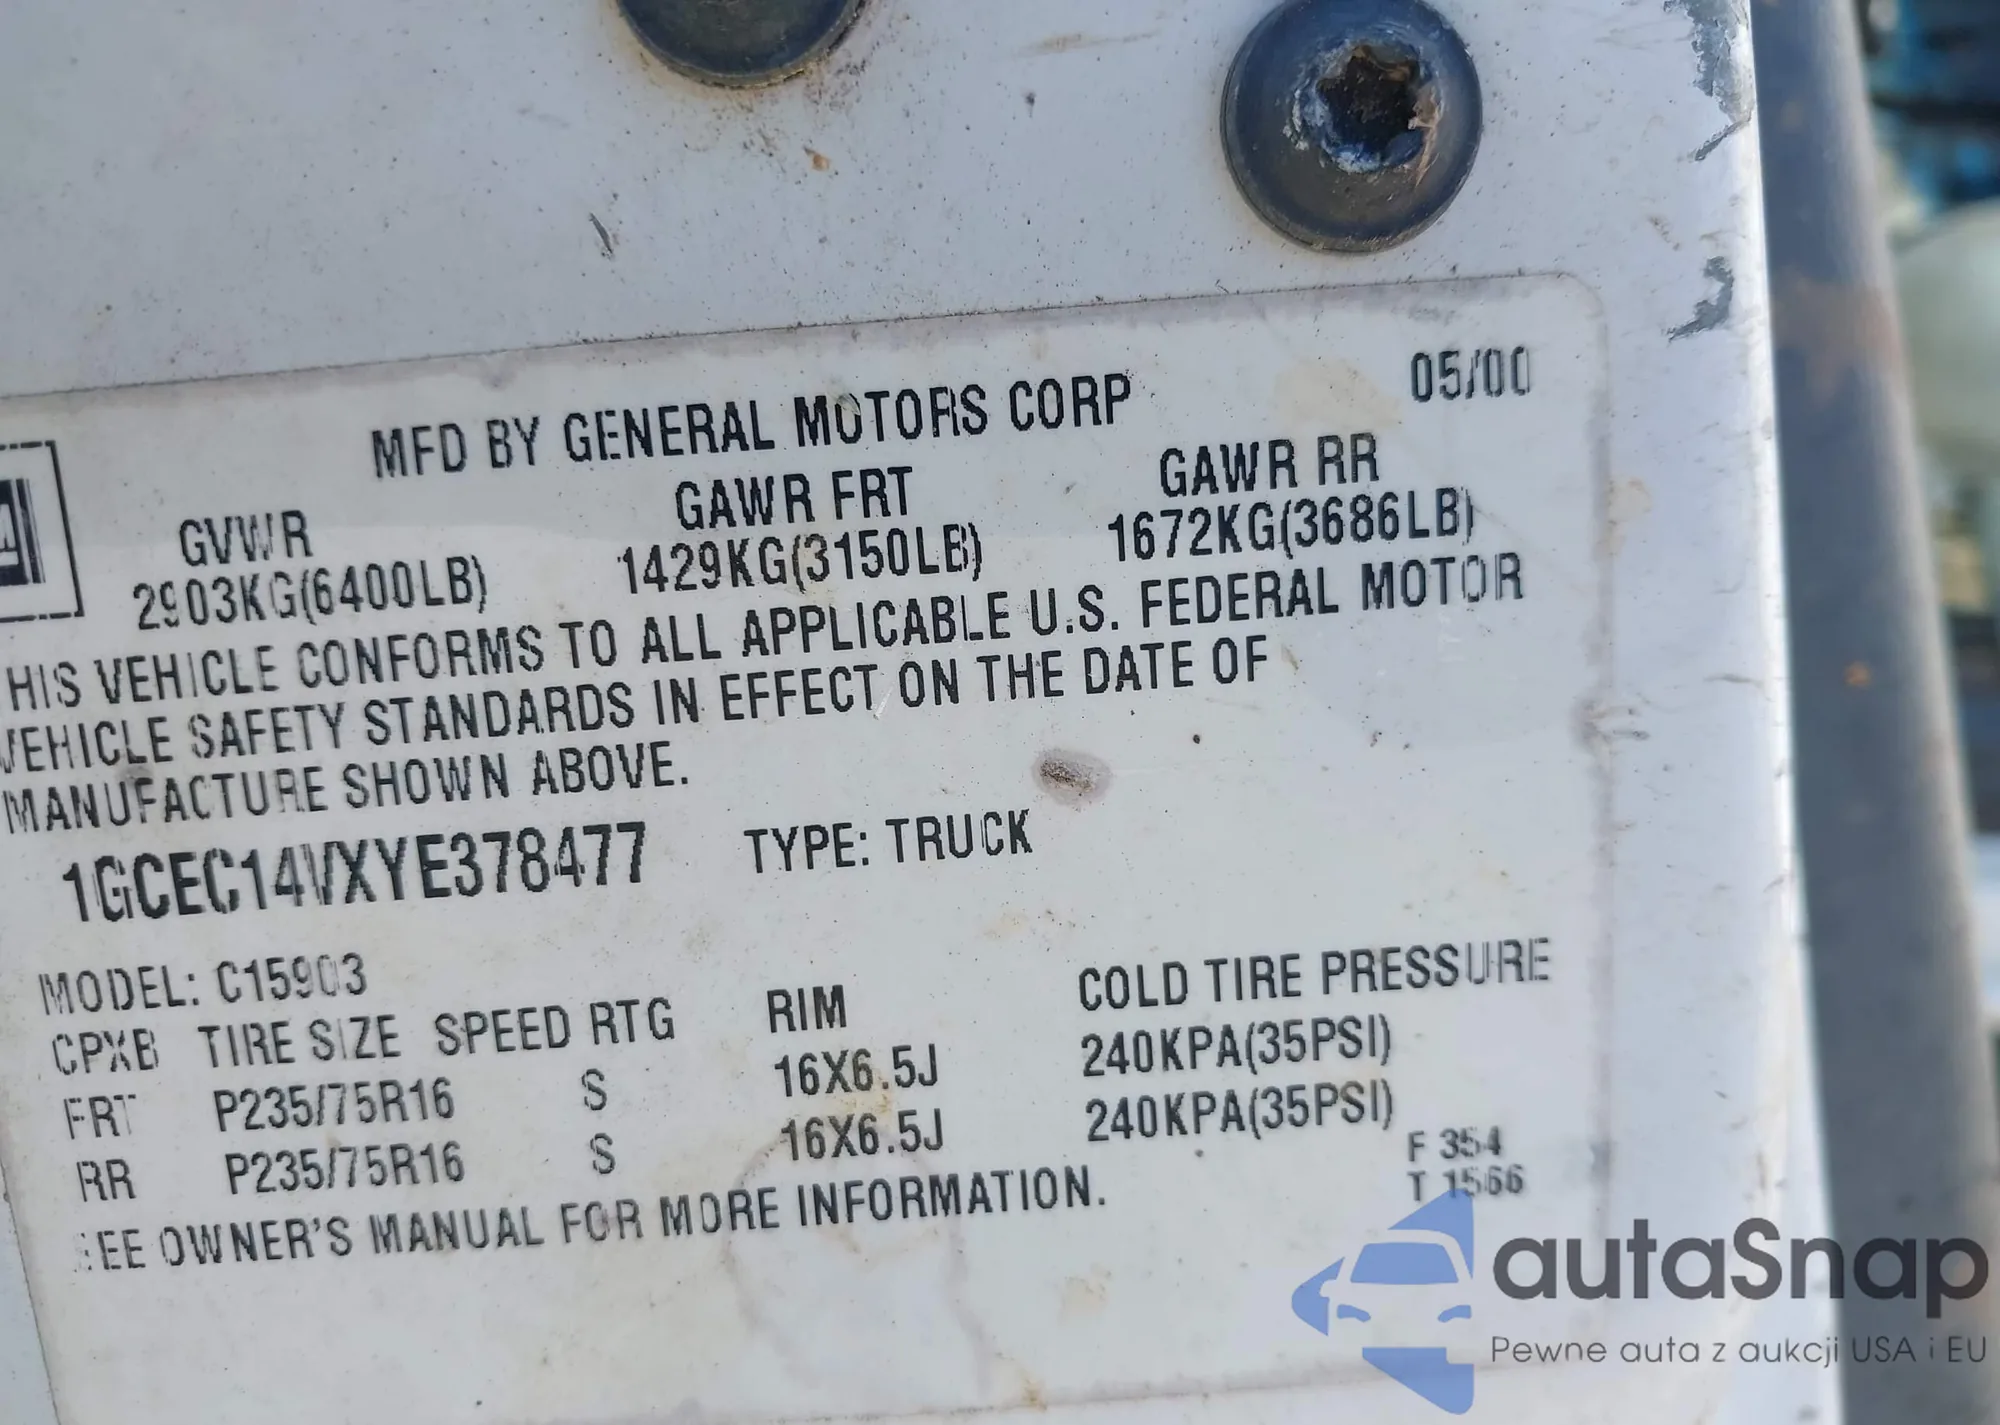 MFD BY GENERAL MOTORS CORP 05/00
GVWR GAWR FRT GAWR RR
2903KG(6400LB) 1429KG(3150LB) 1672KG(3686LB)
HIS VEHICLE CONFORMS TO ALL APPLICABLE U.S. FEDERAL MOTOR
VEHICLE SAFETY STANDARDS IN EFFECT ON THE DATE OF
MANUFACTURE SHOWN ABOVE.
1GCEC14VXYE378477 TYPE: TRUCK
MODEL: C15903
CPXB TIRE SIZE SPEED RTG RIM COLD TIRE PRESSURE
FRT P235/75R16 S 16X6.5J 240KPA(35PSI)
RR P235/75R16 S 16X6.5J 240KPA(35PSI)
F 354
T 1566
SEE OWNER'S MANUAL FOR MORE INFORMATION.
autaSnap
Pewne auta z aukcji USA i EU